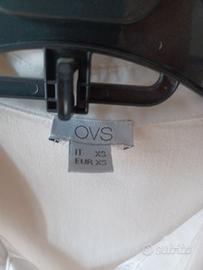 OVS
IT XS
EUR XS
subito